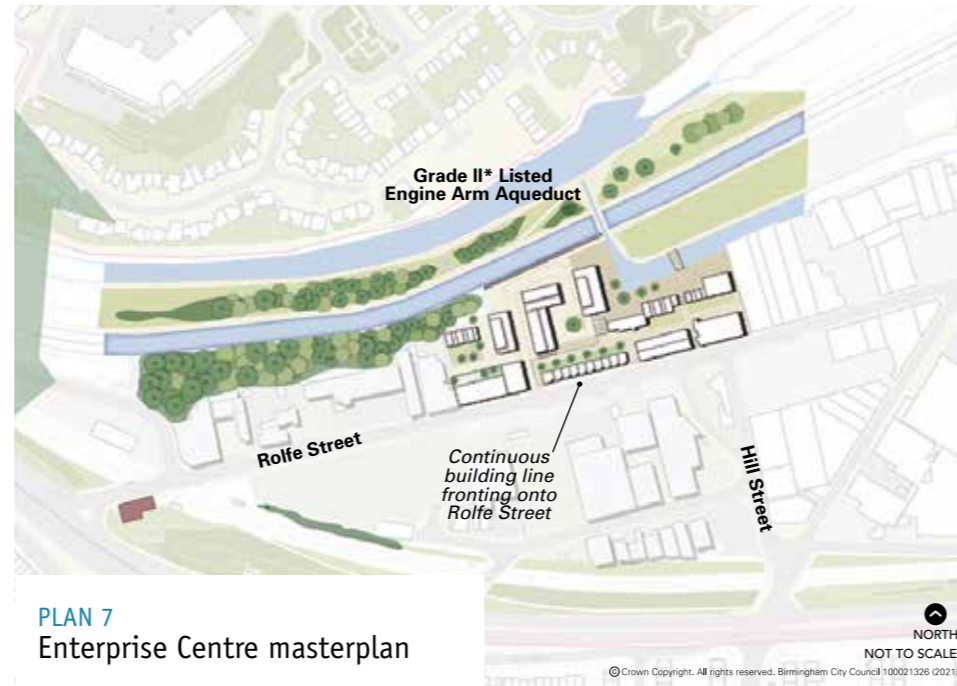 Grade II* Listed
Engine Arm Aqueduct
Rolfe Street
Continuous
building line
fronting onto
Rolfe Street
Hill Street
PLAN 7
Enterprise Centre masterplan
NORTH
NOT TO SCALE
© Crown Copyright. All rights reserved. Birmingham City Council 100021326 (2021)